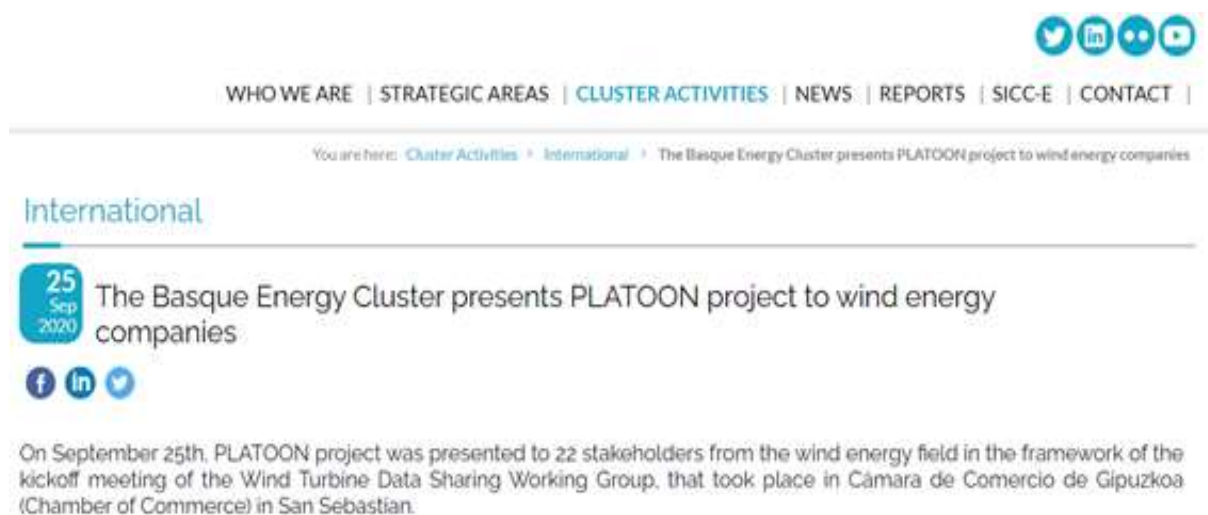 WHO WE ARE | STRATEGIC AREAS | CLUSTER ACTIVITIES | NEWS | REPORTS | SICC-E | CONTACT |
You are here: Cluster Activities International The Basque Energy Cluster presents PLATOON project to wind energy companies
International
25
Sep
2020
The Basque Energy Cluster presents PLATOON project to wind energy
companies
On September 25th, PLATOON project was presented to 22 stakeholders from the wind energy field in the framework of the
kickoff meeting of the Wind Turbine Data Sharing Working Group, that took place in Cámara de Comercio de Gipuzkoa
(Chamber of Commerce) in San Sebastian.